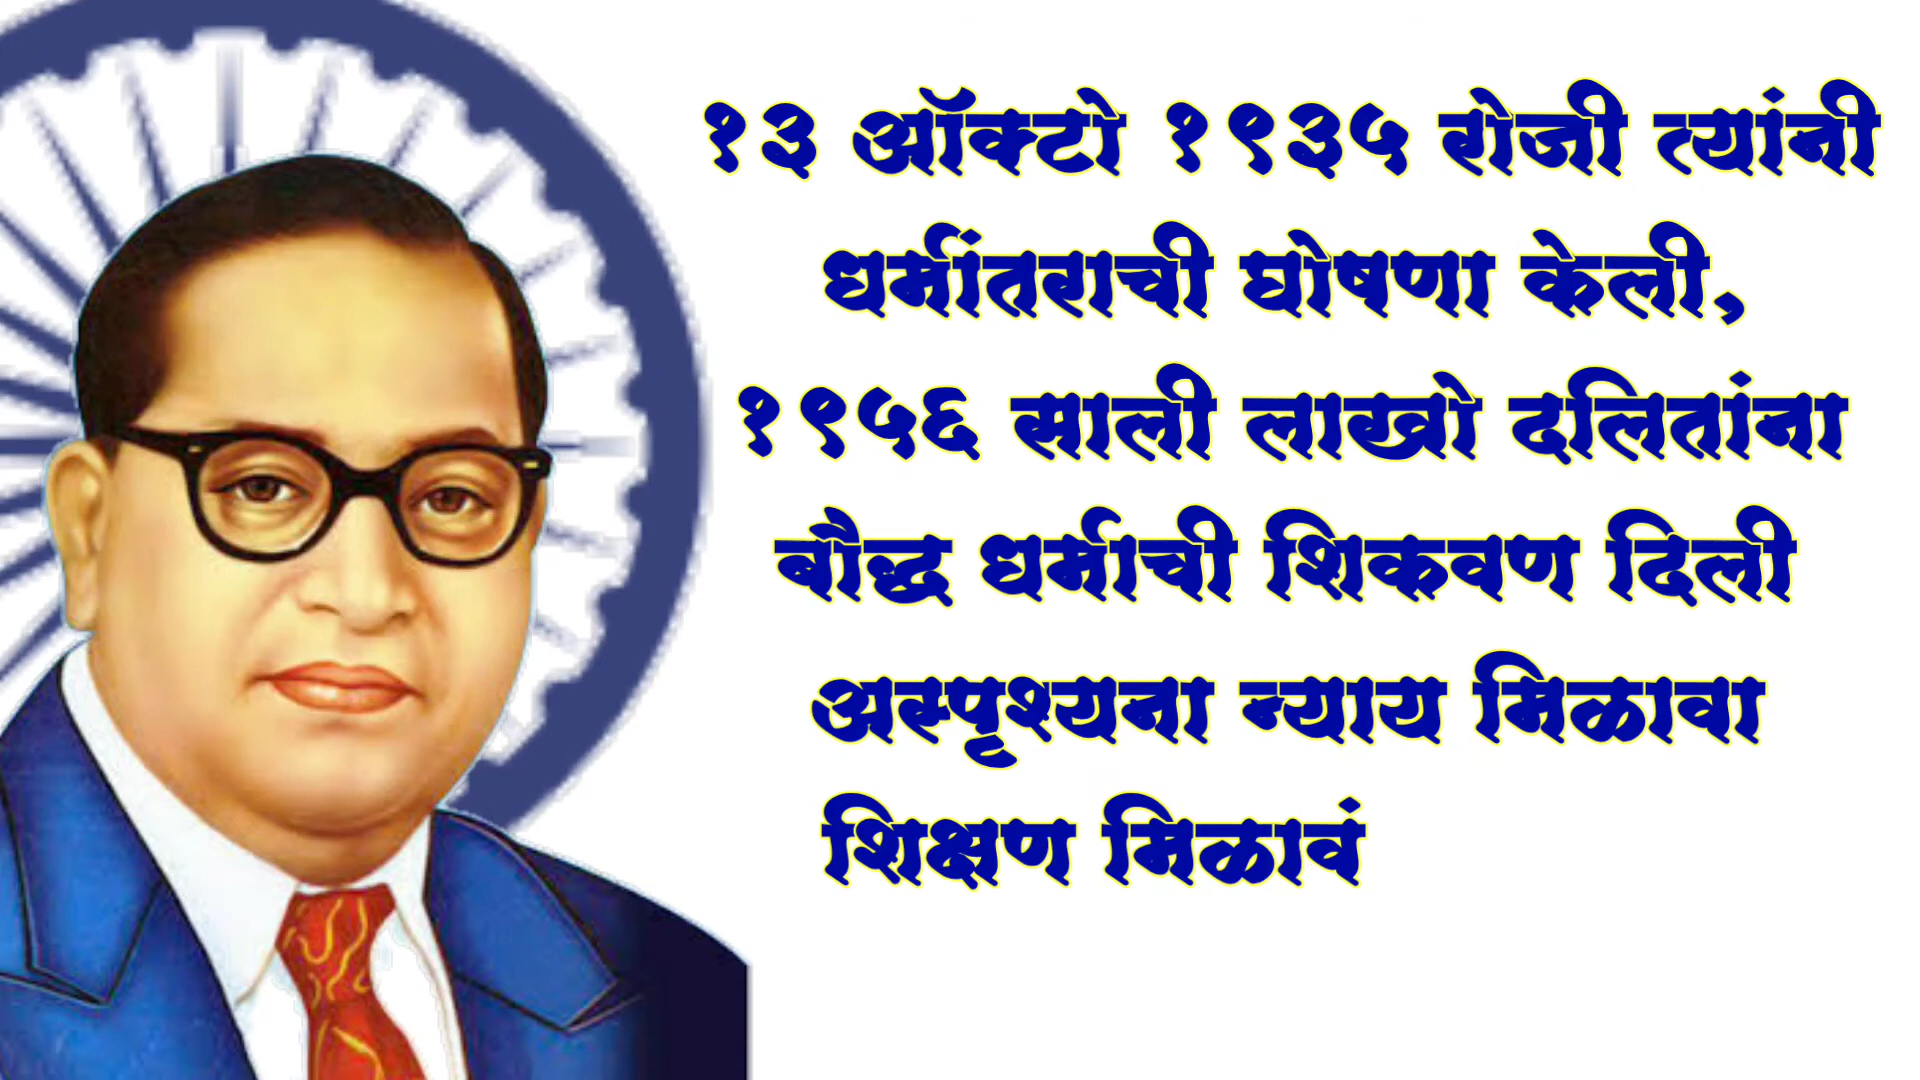 १३ ऑक्टो १९३५ रोजी त्यांनी
धर्मांतराची घोषणा केली,
१९५६ साली लाखो दलितांना
बौद्ध धर्माची शिकवण दिली
अस्पृश्यना न्याय मिळावा
शिक्षण मिळावं